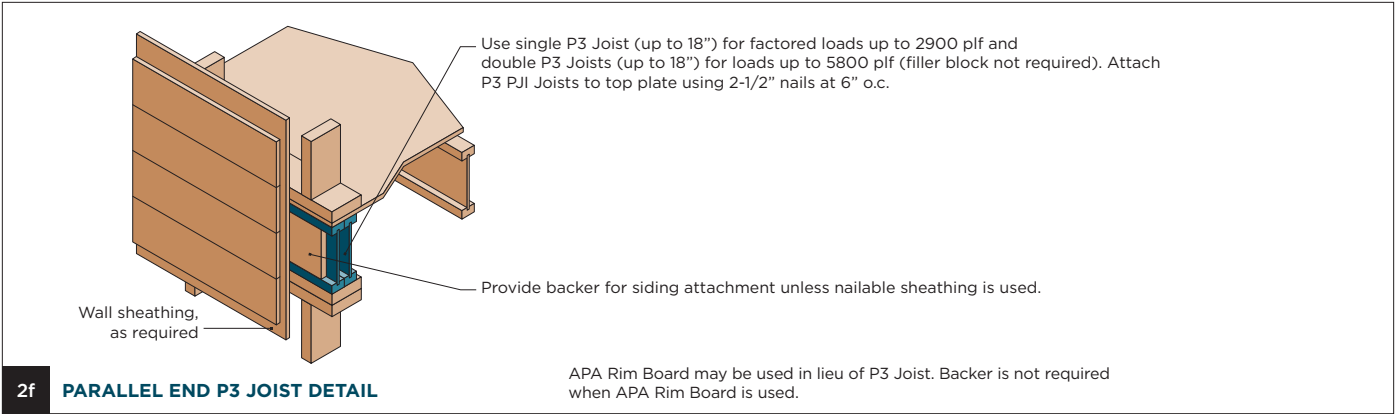 Use single P3 Joist (up to 18”) for factored loads up to 2900 plf and
double P3 Joists (up to 18”) for loads up to 5800 plf (filler block not required). Attach
P3 PJI Joists to top plate using 2-1/2” nails at 6” o.c.
Provide backer for siding attachment unless nailable sheathing is used.
Wall sheathing,
as required
2f PARALLEL END P3 JOIST DETAIL
APA Rim Board may be used in lieu of P3 Joist. Backer is not required
when APA Rim Board is used.